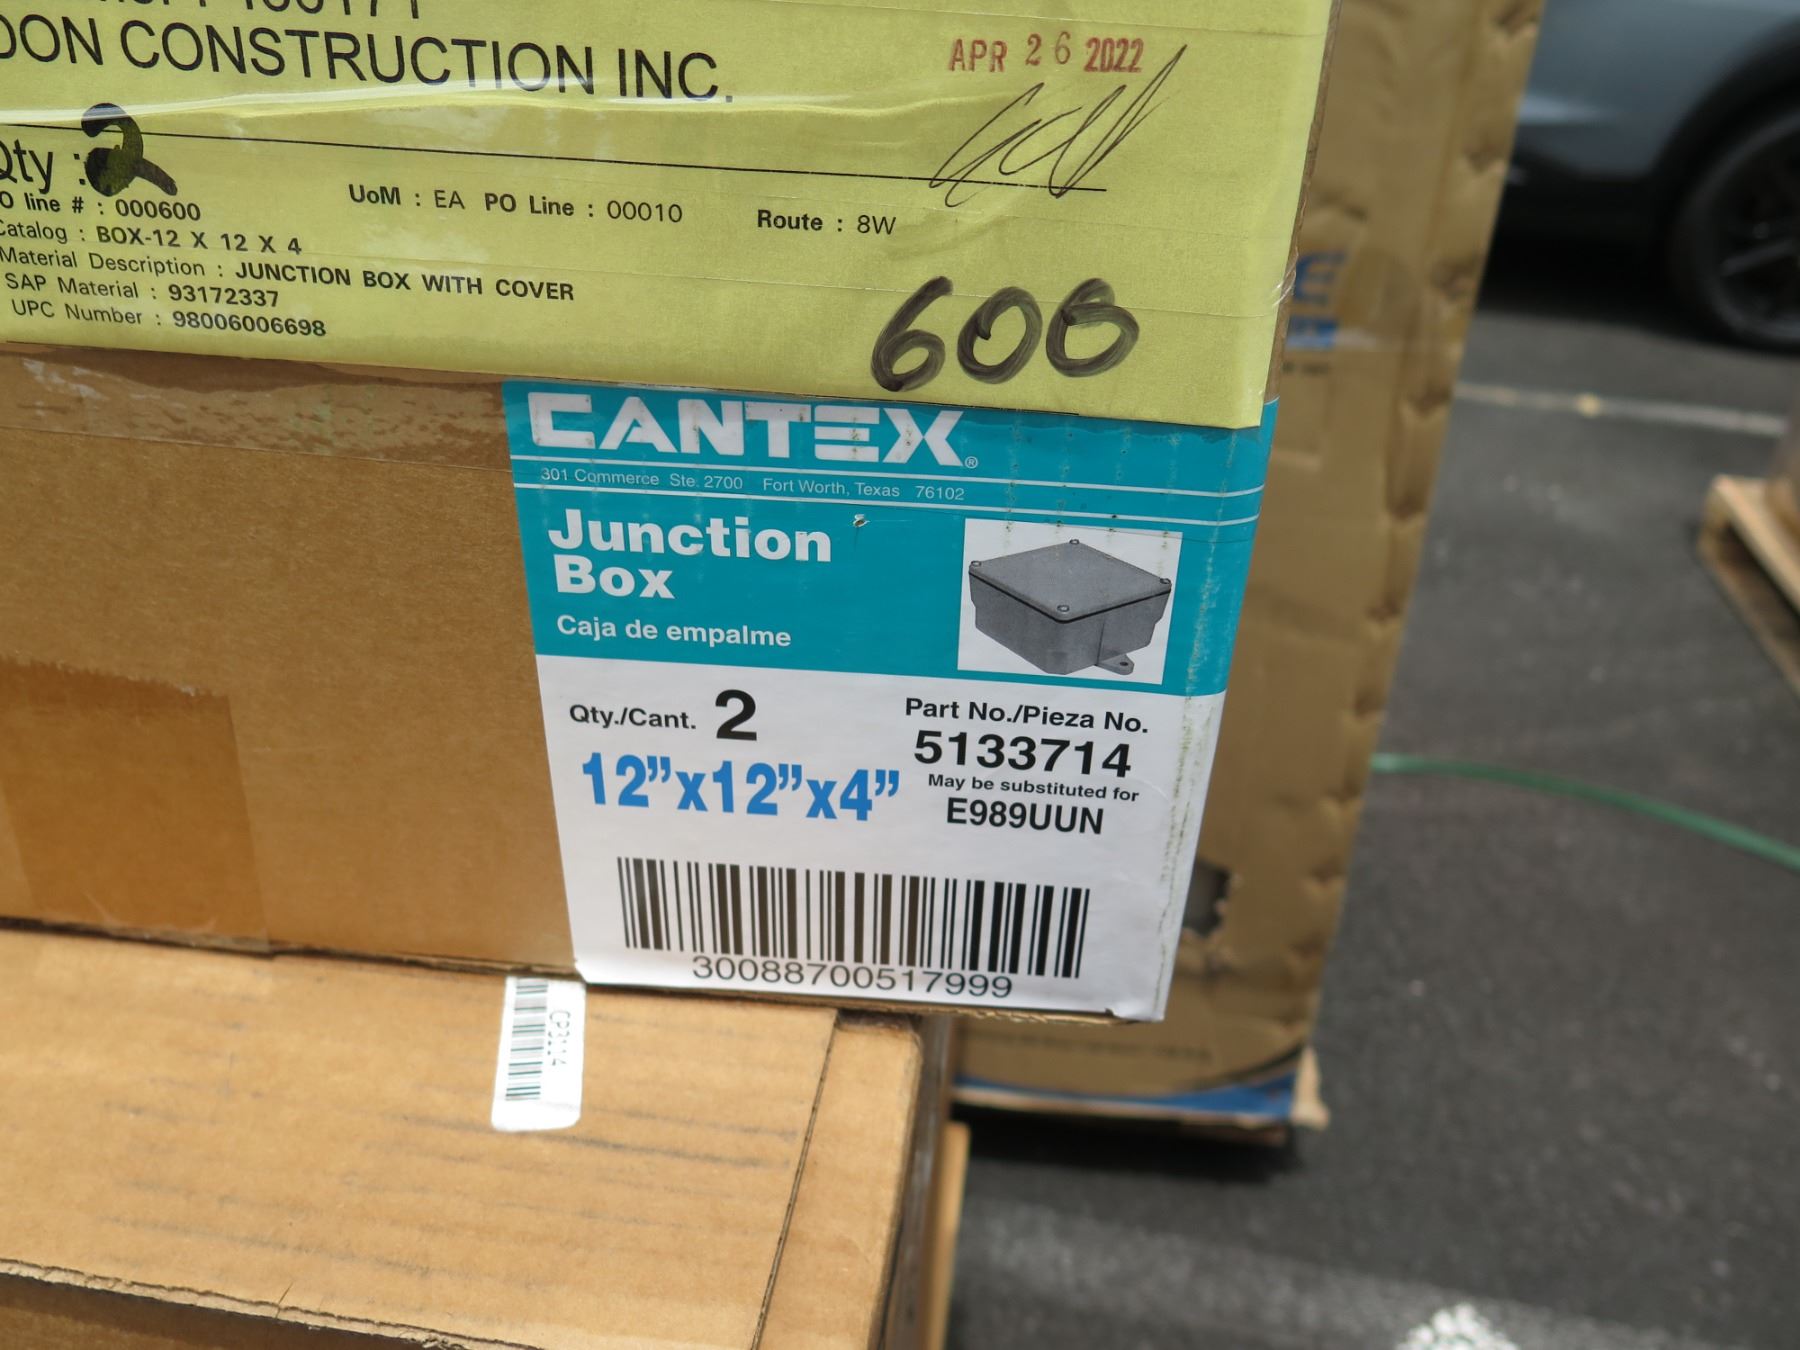 DON CONSTRUCTION INC.
APR 26 2022
Qty : 2
O line # : 000600
UoM : EA PO Line : 00010
Route : 8W
Catalog : BOX-12 X 12 X 4
Material Description : JUNCTION BOX WITH COVER
SAP Material : 93172337
UPC Number : 98006006698
600
CANTEX®
301 Commerce Ste. 2700 Fort Worth, Texas 76102
Junction
Box
Caja de empalme
Qty./Cant. 2
12”x12”x4”
Part No./Pieza No.
5133714
May be substituted for
E989UUN
30088700517999
CP3114